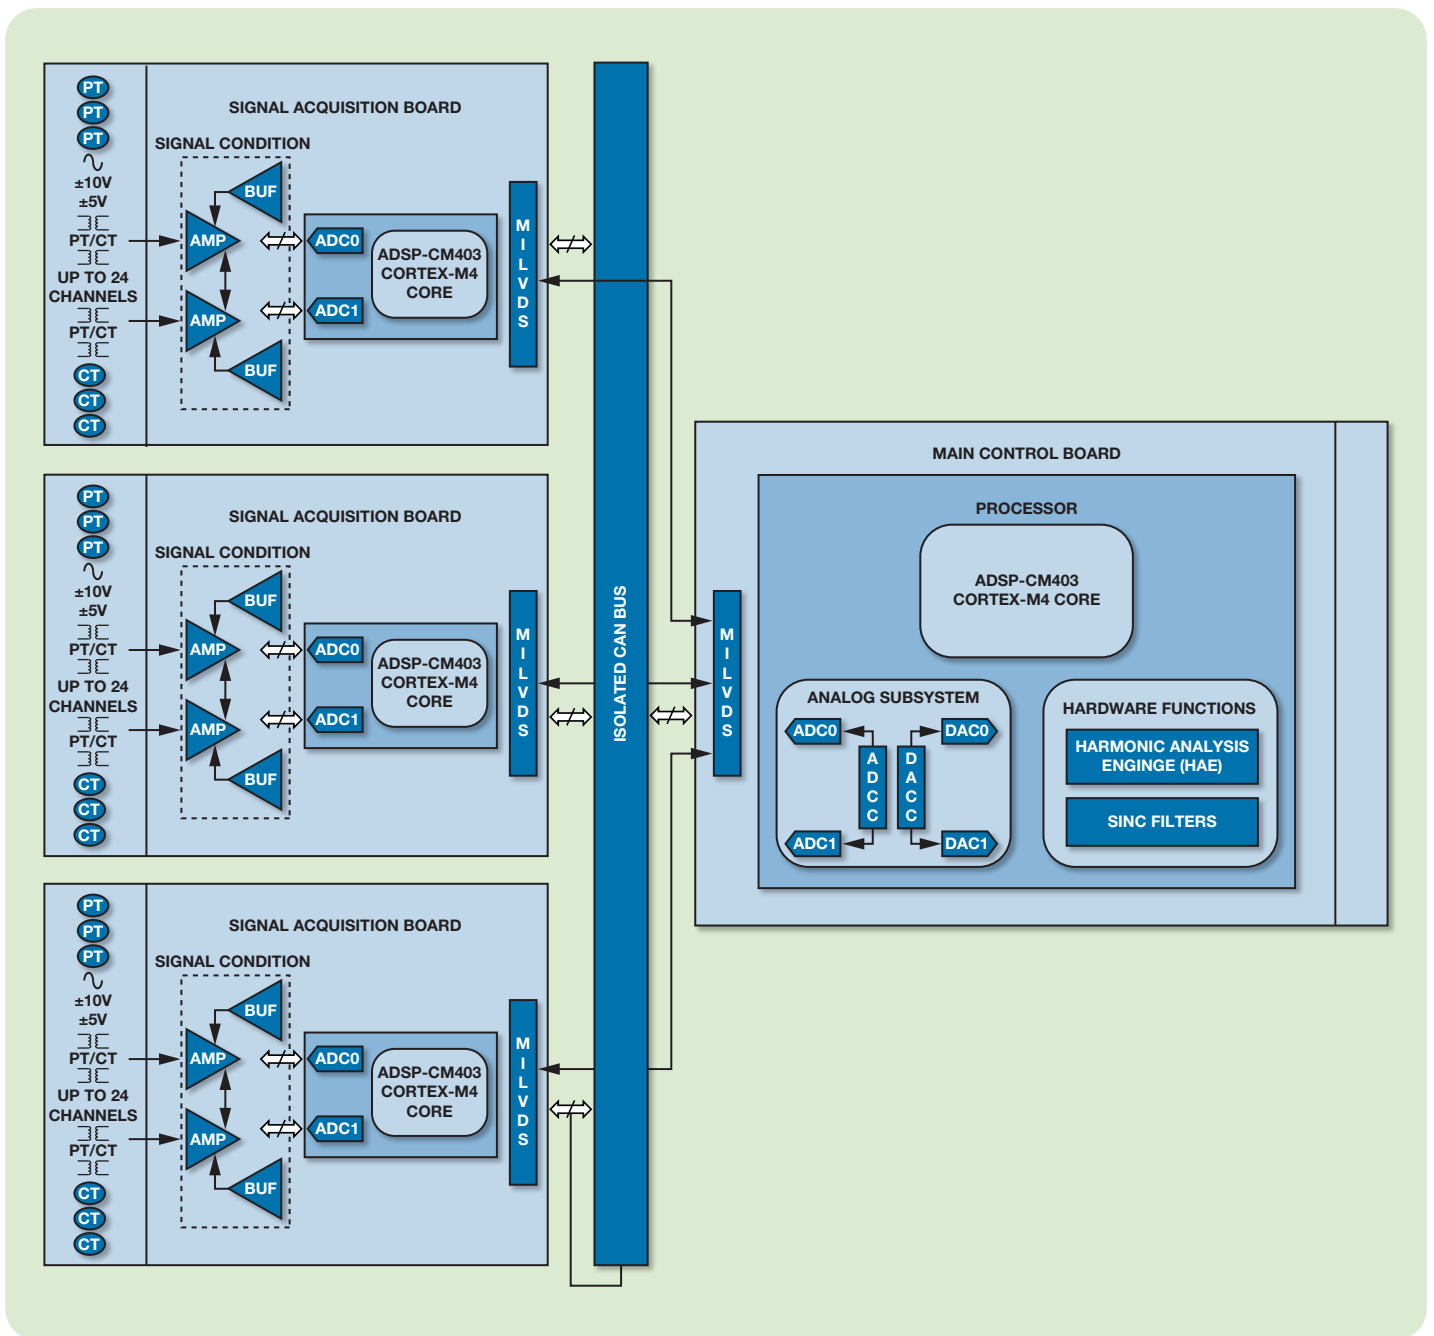 PT
PT
PT
±10V
±5V
PT/CT
UP TO 24
CHANNELS
PT/CT
CT
CT
CT
SIGNAL ACQUISITION BOARD
SIGNAL CONDITION
BUF
AMP
AMP
BUF
ADC0
ADC1
ADSP-CM403
CORTEX-M4
CORE
MILVDS
PT
PT
PT
±10V
±5V
PT/CT
UP TO 24
CHANNELS
PT/CT
CT
CT
CT
SIGNAL ACQUISITION BOARD
SIGNAL CONDITION
BUF
AMP
AMP
BUF
ADC0
ADC1
ADSP-CM403
CORTEX-M4
CORE
MILVDS
PT
PT
PT
±10V
±5V
PT/CT
UP TO 24
CHANNELS
PT/CT
CT
CT
CT
SIGNAL ACQUISITION BOARD
SIGNAL CONDITION
BUF
AMP
AMP
BUF
ADC0
ADC1
ADSP-CM403
CORTEX-M4
CORE
MILVDS
ISOLATED CAN BUS
MAIN CONTROL BOARD
MILVDS
PROCESSOR
ADSP-CM403
CORTEX-M4 CORE
ANALOG SUBSYSTEM
ADC0
ADCC
ADC1
DAC0
DACC
DAC1
HARDWARE FUNCTIONS
HARMONIC ANALYSIS
ENGINGE (HAE)
SINC FILTERS